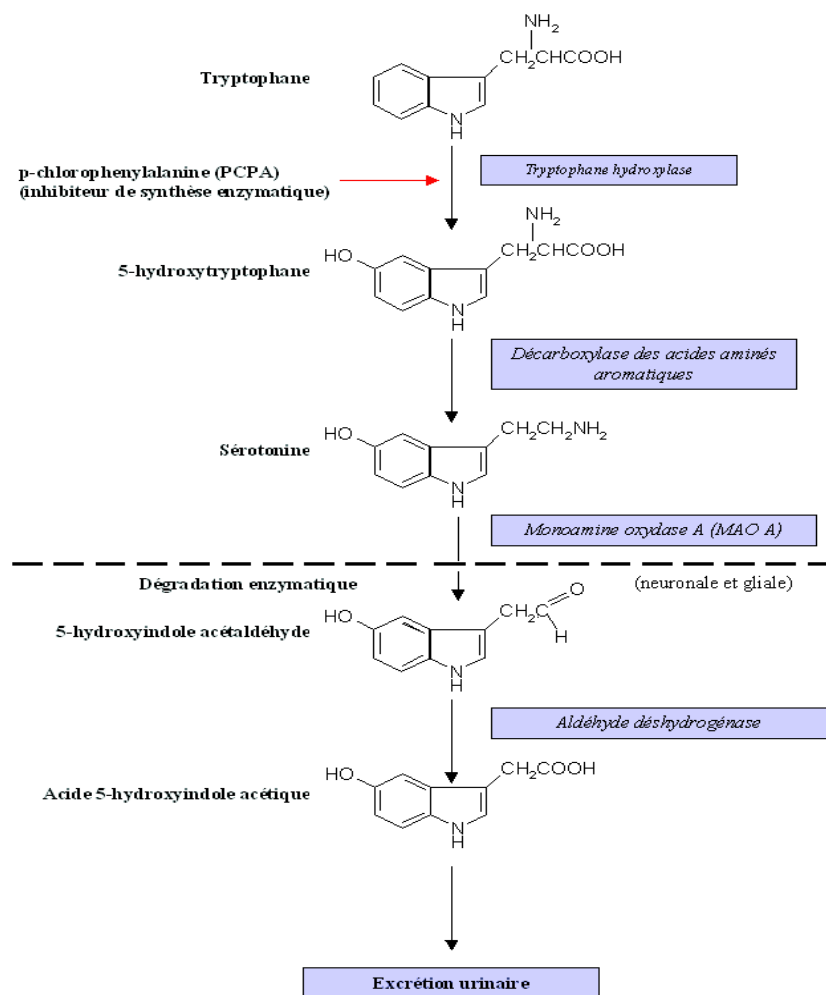 NH2
CH2CHCOOH
Tryptophane
N
H
p-chlorophenylalanine (PCPA)
(inhibiteur de synthèse enzymatique)
Tryptophane hydroxylase
NH2
HO
CH2CHCOOH
5-hydroxytryptophane
N
H
Décarboxylase des acides aminés
aromatiques
HO
CH2CH2NH2
Sérotonine
N
H
Monoamine oxydase A (MAO A)
Dégradation enzymatique
(neuronale et gliale)
O
HO
CH2C
H
5-hydroxyindole acétaldéhyde
N
H
Aldéhyde déshydrogénase
HO
CH2COOH
Acide 5-hydroxyindole acétique
N
H
Excrétion urinaire